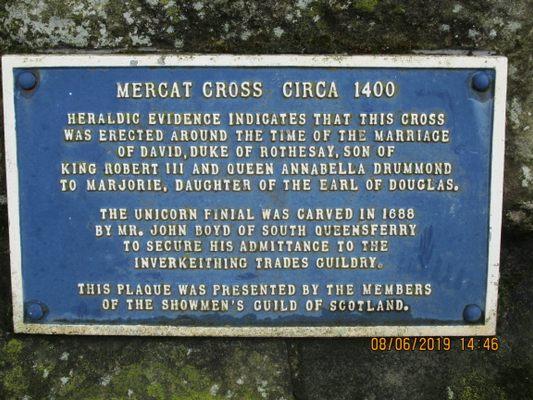 MERCAT CROSS CIRCA 1400
HERALDIC EVIDENCE INDICATES THAT THIS CROSS
WAS ERECTED AROUND THE TIME OF THE MARRIAGE
OF DAVID, DUKE OF ROTHESAY, SON OF
KING ROBERT III AND QUEEN ANNABELLA DRUMMOND
TO MARJORIE, DAUGHTER OF THE EARL OF DOUGLAS.
THE UNICORN FINIAL WAS CARVED IN 1688
BY MR. JOHN BOYD OF SOUTH QUEENSFERRY
TO SECURE HIS ADMITTANCE TO THE
INVERKEITHING TRADES GUILDRY.
THIS PLAQUE WAS PRESENTED BY THE MEMBERS
OF THE SHOWMEN'S GUILD OF SCOTLAND.
08/06/2019 14:46